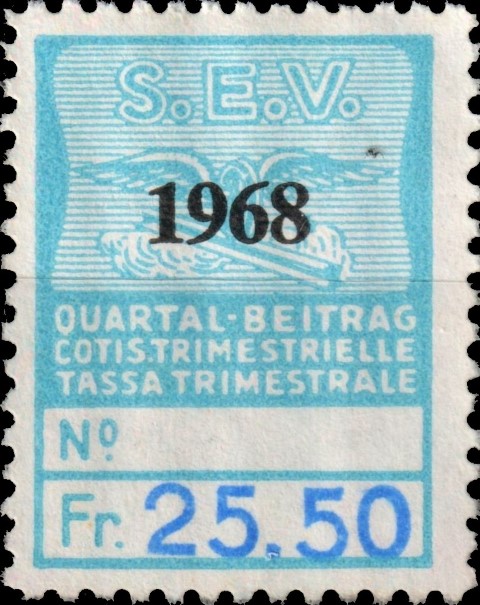 S.E.V.
1968
QUARTAL-BEITRAG
COTIS.TRIMESTRIELLE
TASSA TRIMESTRALE
Nº
Fr. 25.50